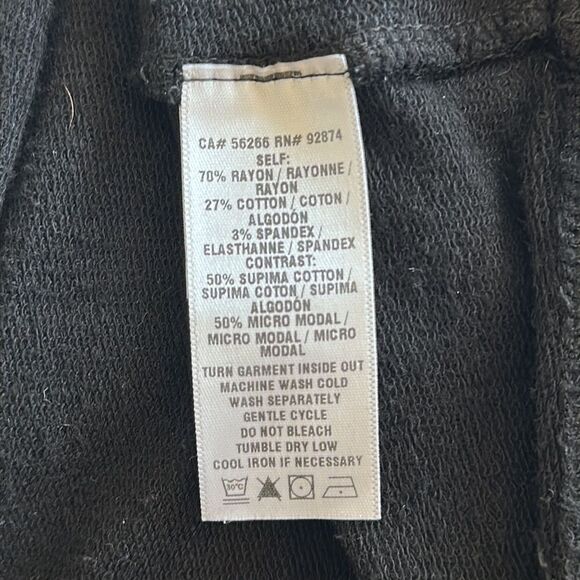 CA# 56266 RN# 92874
SELF:
70% RAYON / RAYONNE /
RAYON
27% COTTON / COTON /
ALGODÓN
3% SPANDEX /
ELASTHANNE / SPANDEX
CONTRAST:
50% SUPIMA COTTON /
SUPIMA COTON / SUPIMA
ALGODÓN
50% MICRO MODAL /
MICRO MODAL / MICRO
MODAL
TURN GARMENT INSIDE OUT
MACHINE WASH COLD
WASH SEPARATELY
GENTLE CYCLE
DO NOT BLEACH
TUMBLE DRY LOW
COOL IRON IF NECESSARY
30°C